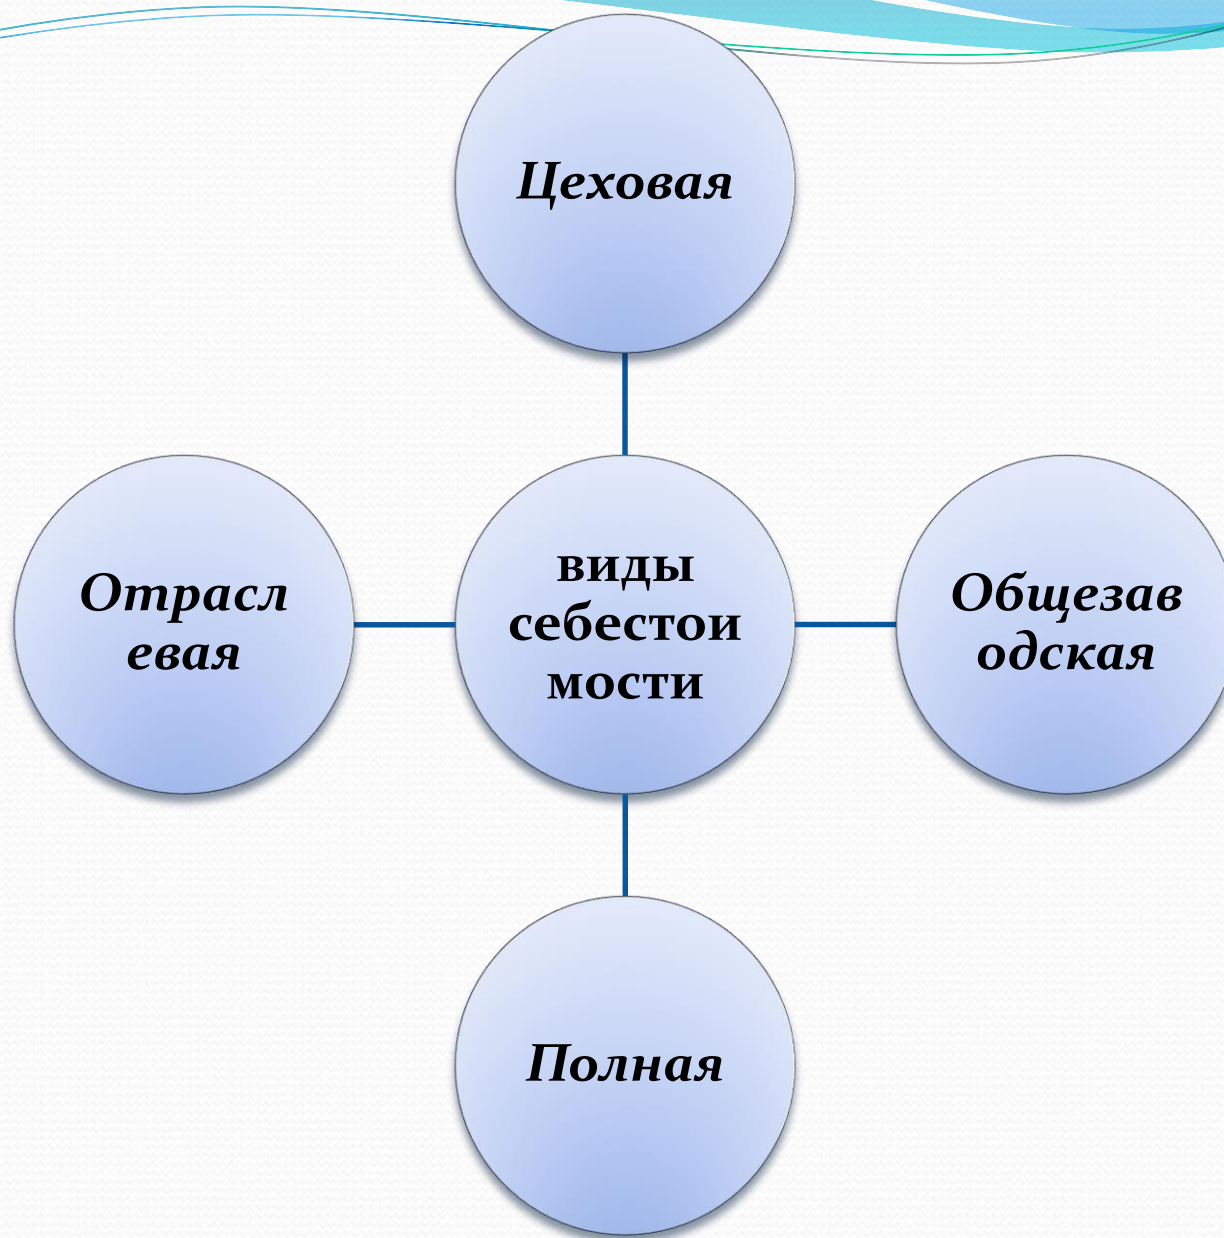 Цеховая
Отрасл
евая
виды
себестои
мости
Общезав
одская
Полная